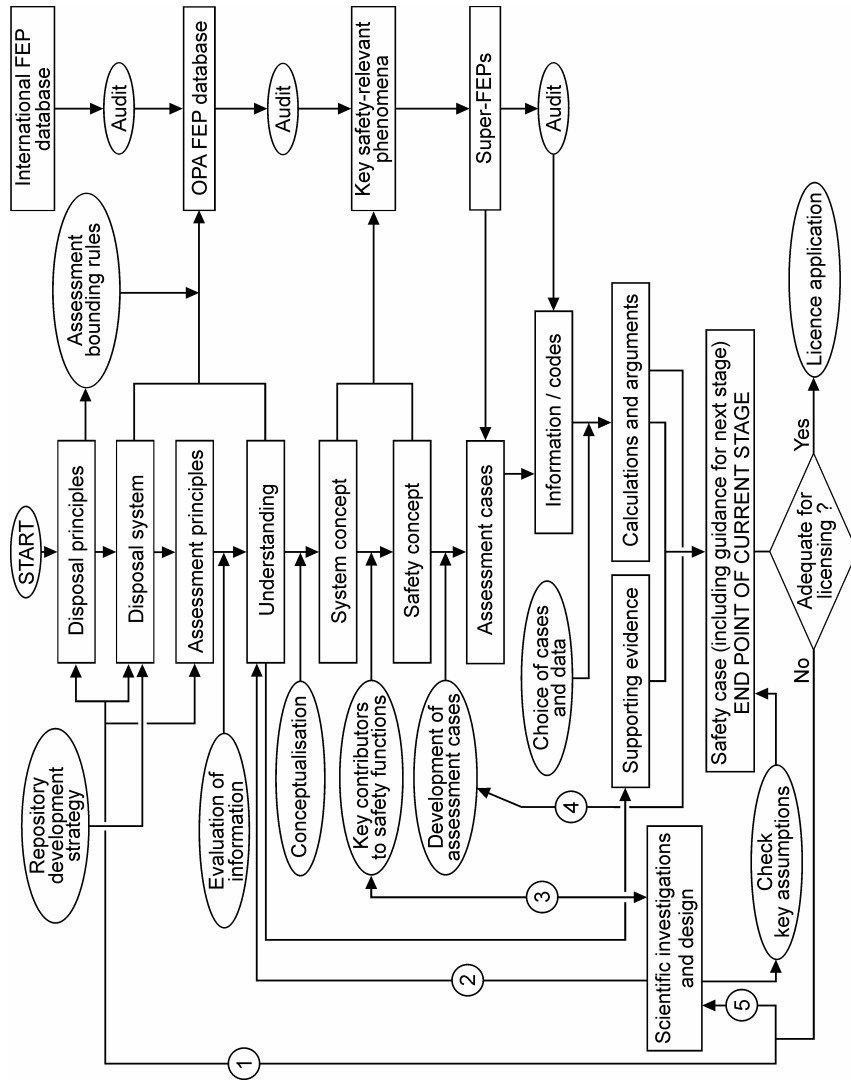 START
Disposal principles
Disposal system
Assessment principles
Understanding
System concept
Safety concept
Assessment cases
Information / codes
Calculations and arguments
Supporting evidence
Safety case (including guidance for next stage)
END POINT OF CURRENT STAGE
Adequate for
licensing ?
Yes
No
Licence application
International FEP
database
Audit
OPA FEP database
Audit
Key safety-relevant
phenomena
Super-FEPs
Audit
Assessment
bounding rules
Repository
development
strategy
Evaluation of
information
Conceptualisation
Key contributors
to safety functions
Development of
assessment cases
Choice of cases
and data
Scientific investigations
and design
Check
key assumptions
1
2
3
4
5